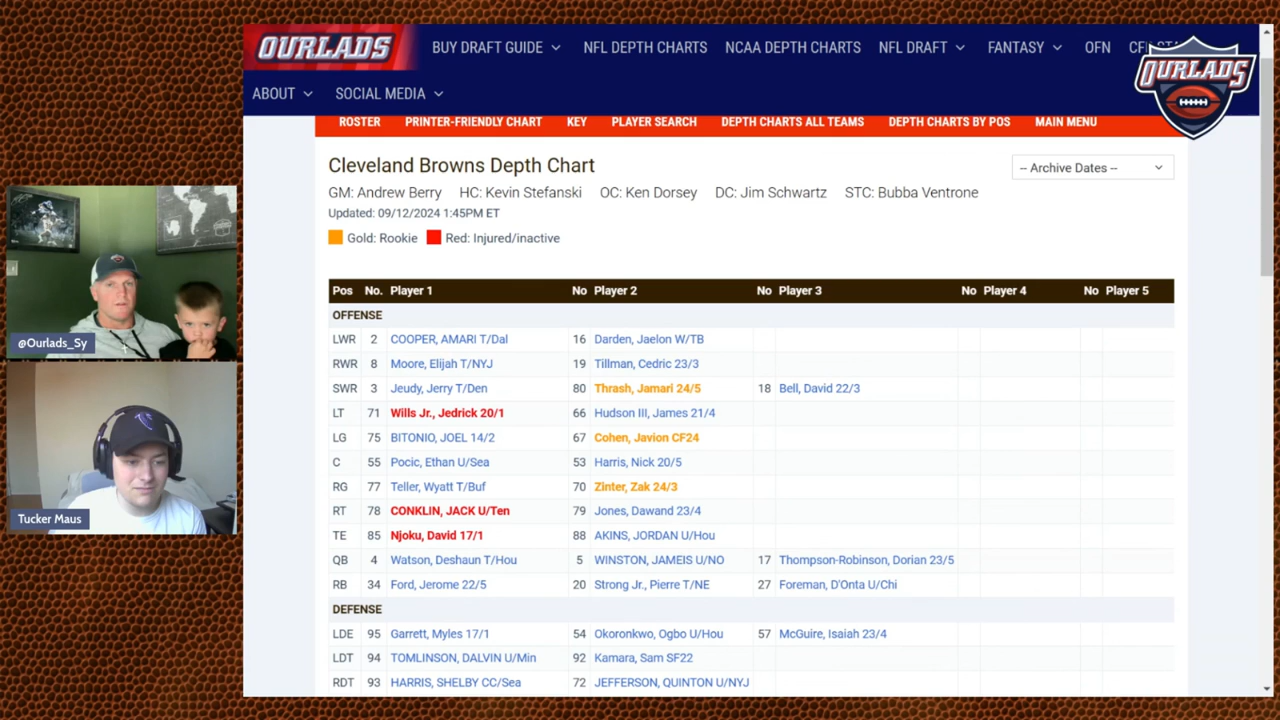 OURLADS
BUY DRAFT GUIDE NFL DEPTH CHARTS NCAA DEPTH CHARTS NFL DRAFT FANTASY OFN
OURLADS
ABOUT SOCIAL MEDIA
ROSTER PRINTER-FRIENDLY CHART KEY PLAYER SEARCH DEPTH CHARTS ALL TEAMS DEPTH CHARTS BY POS MAIN MENU
Cleveland Browns Depth Chart
-- Archive Dates --
GM: Andrew Berry HC: Kevin Stefanski OC: Ken Dorsey DC: Jim Schwartz STC: Bubba Ventrone
Updated: 09/12/2024 1:45PM ET
Gold: Rookie Red: Injured/inactive
Pos No. Player 1 No Player 2 No Player 3 No Player 4 No Player 5
OFFENSE
LWR 2 COOPER, AMARI T/Dal 16 Darden, Jaelon W/TB
RWR 8 Moore, Elijah T/NYJ 19 Tillman, Cedric 23/3
SWR 3 Jeudy, Jerry T/Den 80 Thrash, Jamari 24/5 18 Bell, David 22/3
LT 71 Wills Jr., Jedrick 20/1 66 Hudson III, James 21/4
LG 75 BITONIO, JOEL 14/2 67 Cohen, Javion CF24
C 55 Pocic, Ethan U/Sea 53 Harris, Nick 20/5
RG 77 Teller, Wyatt T/Buf 70 Zinter, Zak 24/3
RT 78 CONKLIN, JACK U/Ten 79 Jones, Dawand 23/4
TE 85 Njoku, David 17/1 88 AKINS, JORDAN U/Hou
QB 4 Watson, Deshaun T/Hou 5 WINSTON, JAMEIS U/NO 17 Thompson-Robinson, Dorian 23/5
RB 34 Ford, Jerome 22/5 20 Strong Jr., Pierre T/NE 27 Foreman, D'Onta U/Chi
DEFENSE
LDE 95 Garrett, Myles 17/1 54 Okoronkwo, Ogbo U/Hou 57 McGuire, Isaiah 23/4
LDT 94 TOMLINSON, DALVIN U/Min 92 Kamara, Sam SF22
RDT 93 HARRIS, SHELBY CC/Sea 72 JEFFERSON, QUINTON U/NYJ
@Ourlads_Sy
Tucker Maus